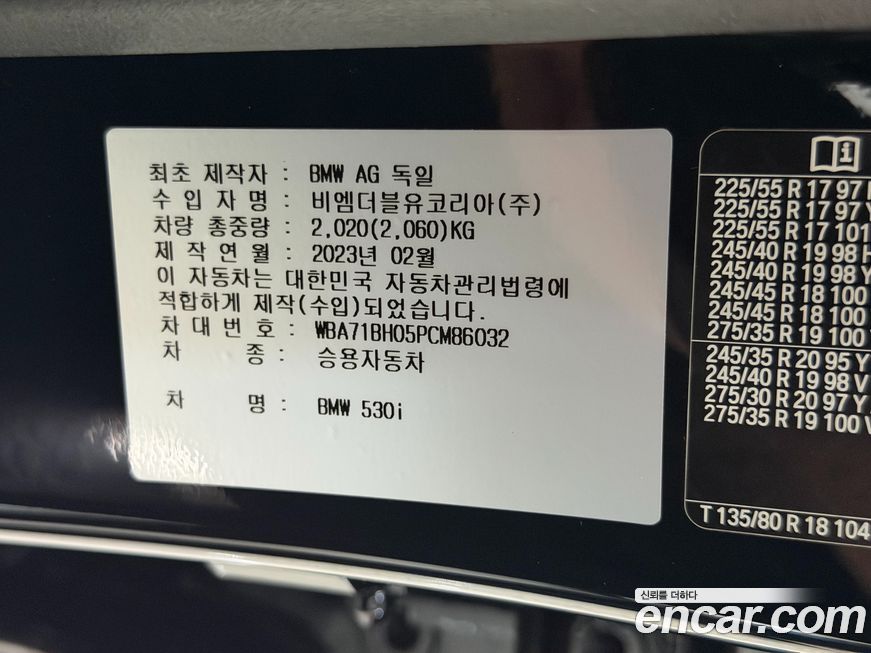 최초 제작자 : BMW AG 독일
수 입 자 명 : 비엠더블유코리아(주)
차량 총중량 : 2,020(2,060)KG
제 작 연 월 : 2023년 02월
이 자동차는 대한민국 자동차관리법령에
적합하게 제작(수입)되었습니다.
차 대 번 호 : WBA71BH05PCM86032
차 종 : 승용자동차
차 명 : BMW 530i
225/55 R 17 97
225/55 R 17 97 Y
225/55 R 17 101
245/40 R 19 98
245/40 R 19 98 Y
245/45 R 18 100
245/45 R 18 100
275/35 R 19 100
245/35 R 20 95 Y
245/40 R 19 98 V
275/30 R 20 97 Y
275/35 R 19 100 V
T 135/80 R 18 104
신뢰를 더하다
encar.com